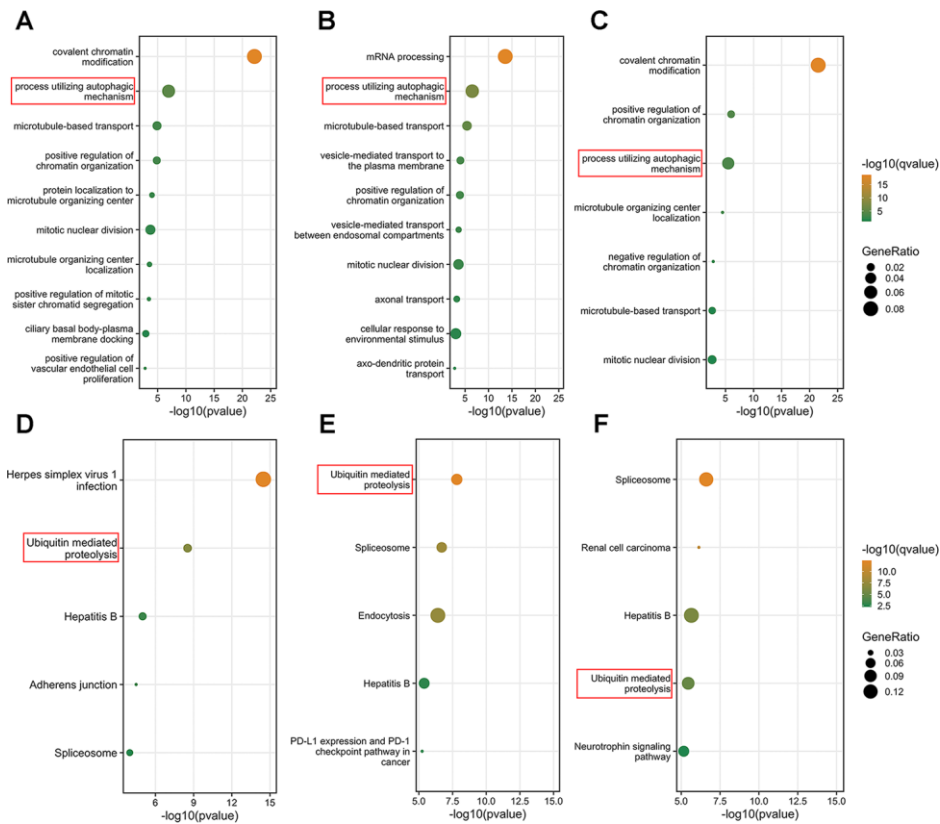 A
covalent chromatin
modification
process utilizing autophagic
mechanism
microtubule-based transport
positive regulation of
chromatin organization
protein localization to
microtubule organizing center
mitotic nuclear division
microtubule organizing center
localization
positive regulation of mitotic
sister chromatid segregation
ciliary basal body-plasma
membrane docking
positive regulation of
vascular endothelial cell
proliferation
5 10 15 20 25
-log10(pvalue)
B
mRNA processing
process utilizing autophagic
mechanism
microtubule-based transport
vesicle-mediated transport to
the plasma membrane
positive regulation of
chromatin organization
vesicle-mediated transport
between endosomal compartments
mitotic nuclear division
axonal transport
cellular response to
environmental stimulus
axo-dendritic protein
transport
5 10 15 20 25
-log10(pvalue)
C
covalent chromatin
modification
positive regulation of
chromatin organization
process utilizing autophagic
mechanism
microtubule organizing center
localization
negative regulation of
chromatin organization
microtubule-based transport
mitotic nuclear division
5 10 15 20 25
-log10(pvalue)
-log10(qvalue)
15
10
5
GeneRatio
0.02
0.04
0.06
0.08
D
Herpes simplex virus 1
infection
Ubiquitin mediated
proteolysis
Hepatitis B
Adherens junction
Spliceosome
6 9 12 15
-log10(pvalue)
E
Ubiquitin mediated
proteolysis
Spliceosome
Endocytosis
Hepatitis B
PD-L1 expression and PD-1
checkpoint pathway in
cancer
5.0 7.5 10.0 12.5 15.0
-log10(pvalue)
F
Spliceosome
Renal cell carcinoma
Hepatitis B
Ubiquitin mediated
proteolysis
Neurotrophin signaling
pathway
5.0 7.5 10.0 12.5 15.0
-log10(pvalue)
-log10(qvalue)
10.0
7.5
5.0
2.5
GeneRatio
0.03
0.06
0.09
0.12